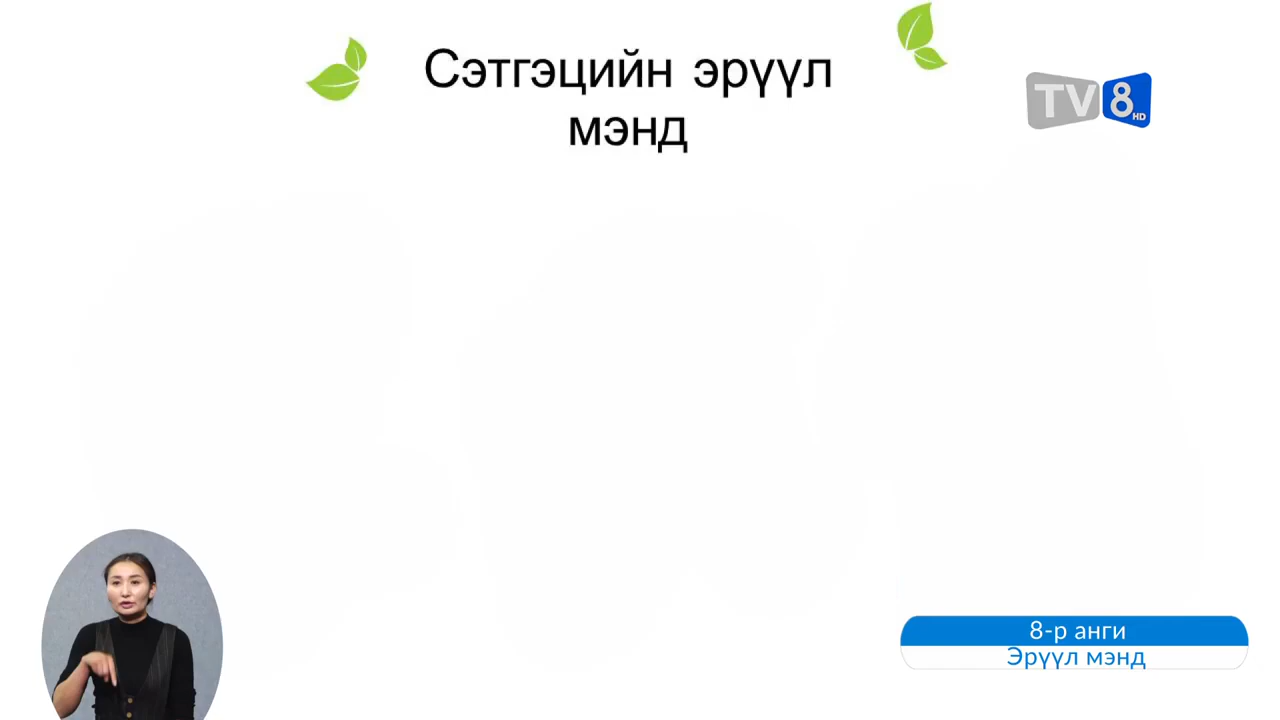 Сэтгэцийн эрүүл
мэнд
TV8 HD
8-р анги
Эрүүл мэнд